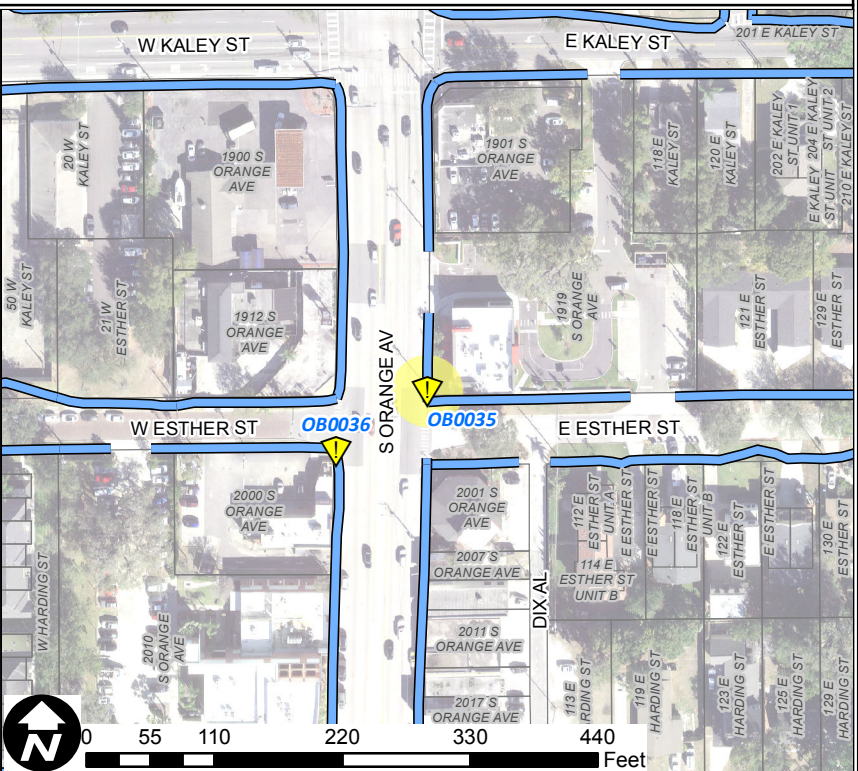 W KALEY ST
E KALEY ST
201 E KALEY ST
20 W
KALEY ST
1900 S
ORANGE
AVE
1901 S
ORANGE
AVE
118 E
KALEY ST
120 E
KALEY ST
202 E KALEY
ST UNIT 1
204 E KALEY
ST UNIT 2
E KALEY
ST UNIT
210 E KALEY
50 W
KALEY ST
21 W
ESTHER ST
1912 S
ORANGE
AVE
S ORANGE AV
1919
S ORANGE
AVE
121 E
ESTHER ST
129 E
ESTHER ST
W ESTHER ST
OB0036
OB0035
E ESTHER ST
2000 S
ORANGE
AVE
2001 S
ORANGE
AVE
112 E
ESTHER ST
UNIT A
E ESTHER ST
E ESTHER ST
118 E
ESTHER ST
UNIT B
122 E
ESTHER ST
E ESTHER ST
130 E
ESTHER ST
2007 S
ORANGE AVE
114 E
ESTHER ST
UNIT B
DIX AL
W HARDING ST
2010
S ORANGE
AVE
2011 S
ORANGE AVE
2017 S
ORANGE AVE
113 E
RDING ST
119 E
HARDING ST
123 E
HARDING ST
125 E
HARDING ST
129 E
HARDING ST
N
0 55 110 220 330 440
Feet